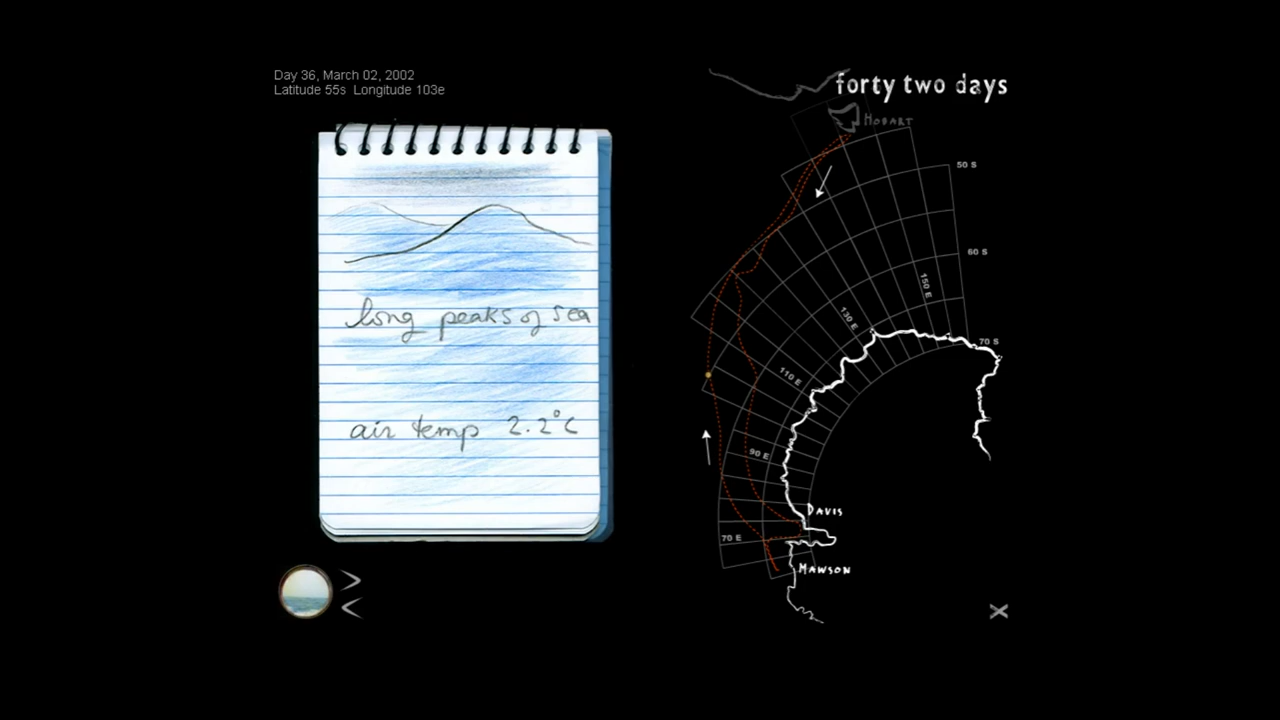 Day 36, March 02, 2002
Latitude 55s Longitude 103e
forty two days
HOBART
50 S
60 S
150 E
130 E
70 S
long peaks of sea
110 E
air temp 2.2°C
90 E
DAVIS
70 E
MAWSON